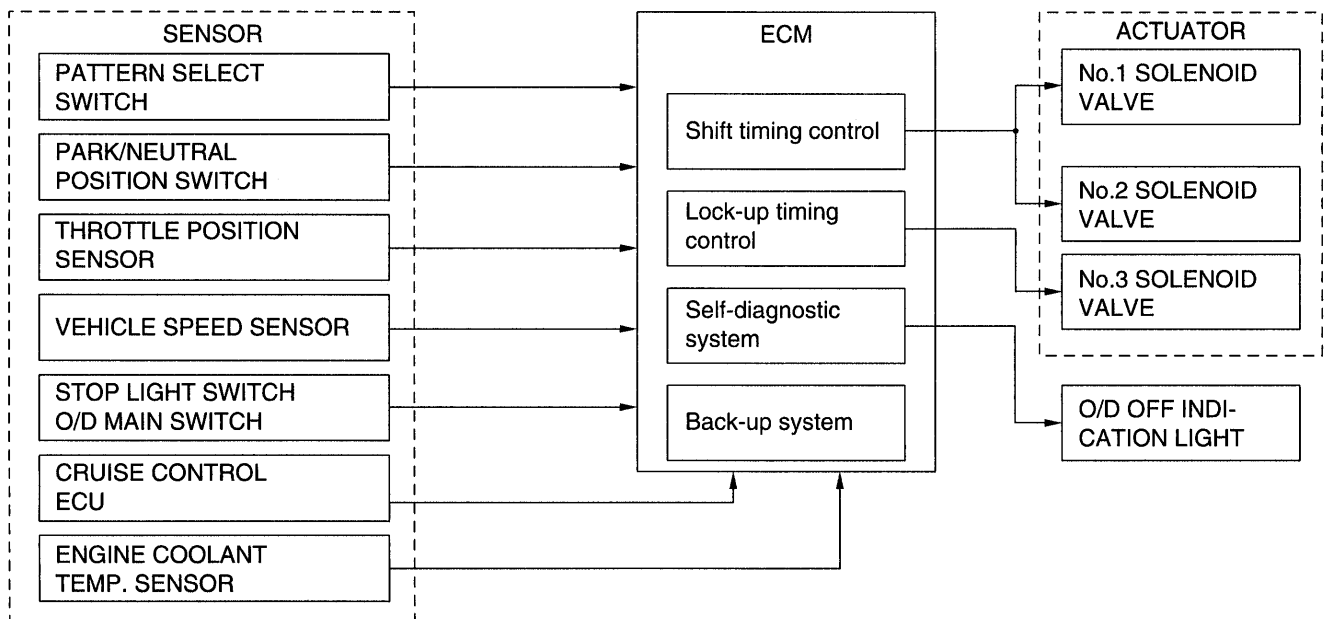 SENSOR
PATTERN SELECT
SWITCH
PARK/NEUTRAL
POSITION SWITCH
THROTTLE POSITION
SENSOR
VEHICLE SPEED SENSOR
STOP LIGHT SWITCH
O/D MAIN SWITCH
CRUISE CONTROL
ECU
ENGINE COOLANT
TEMP. SENSOR
ECM
Shift timing control
Lock-up timing
control
Self-diagnostic
system
Back-up system
ACTUATOR
No.1 SOLENOID
VALVE
No.2 SOLENOID
VALVE
No.3 SOLENOID
VALVE
O/D OFF INDI-
CATION LIGHT